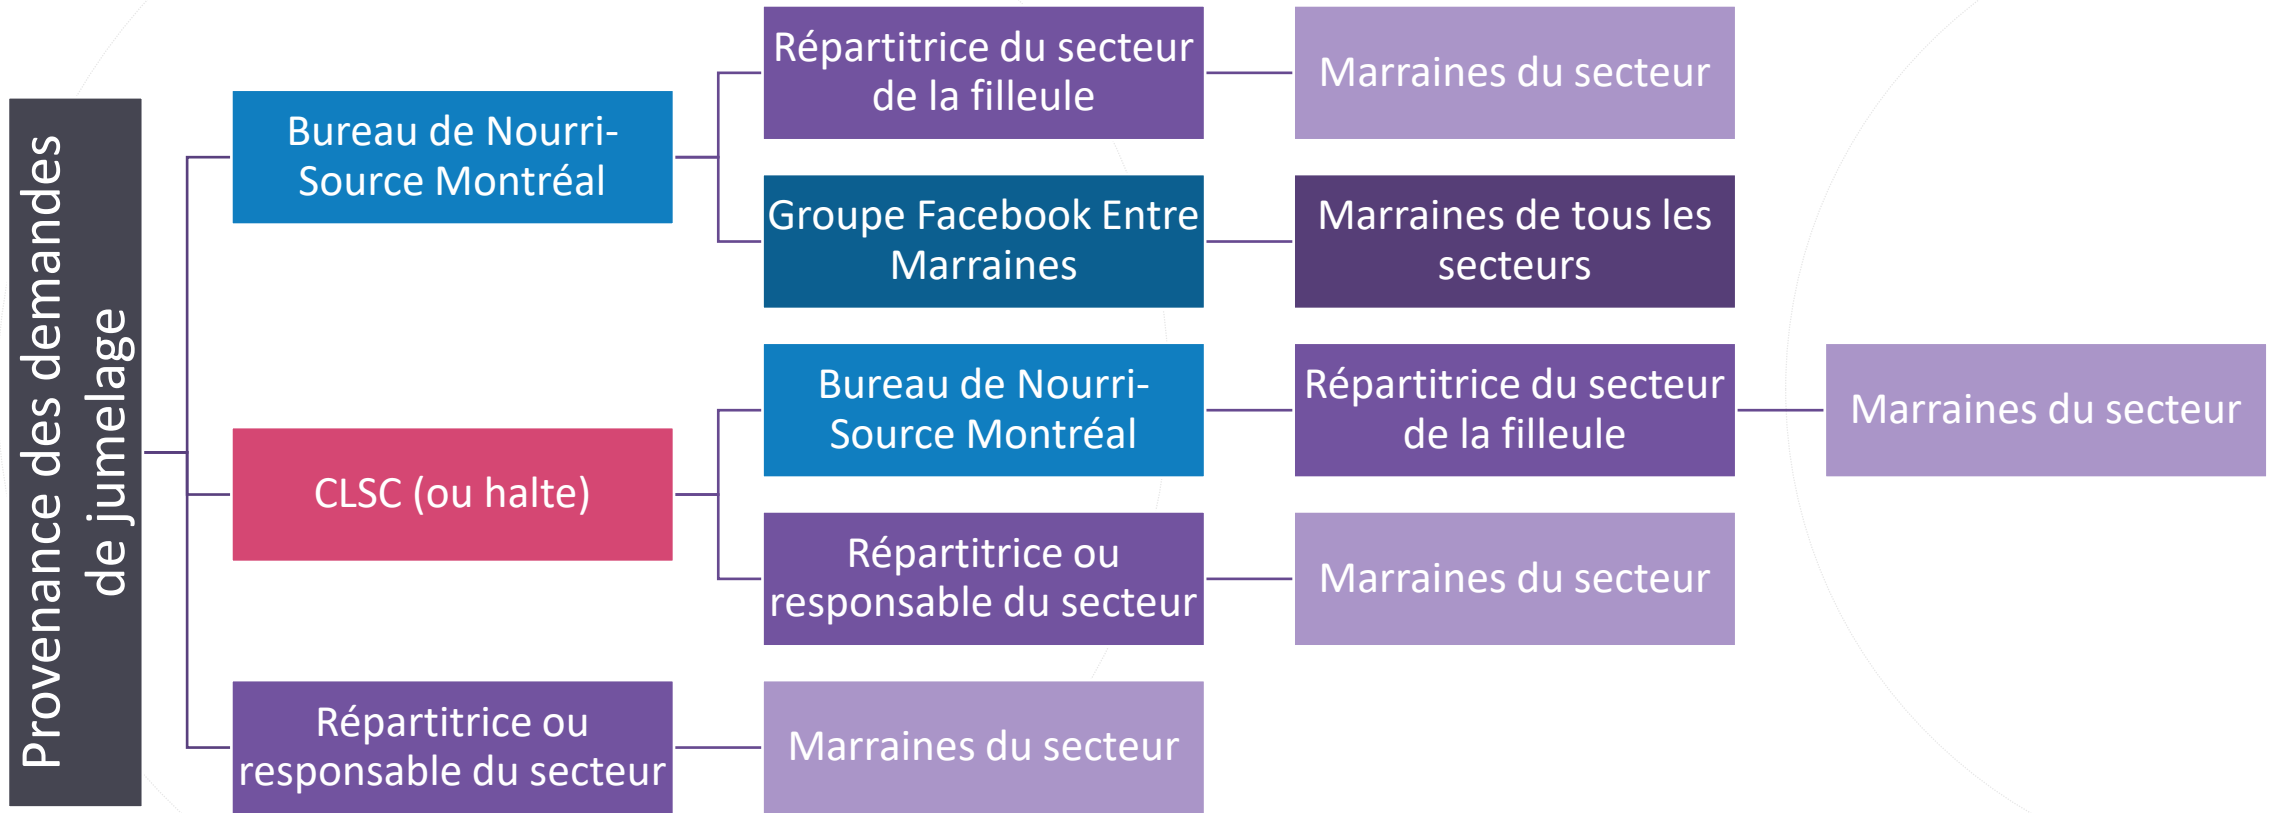 Provenance des demandes
de jumelage
Bureau de Nourri-
Source Montréal
Répartitrice du secteur
de la filleule
Marraines du secteur
Groupe Facebook Entre
Marraines
Marraines de tous les
secteurs
CLSC (ou halte)
Bureau de Nourri-
Source Montréal
Répartitrice du secteur
de la filleule
Marraines du secteur
Répartitrice ou
responsable du secteur
Marraines du secteur
Répartitrice ou
responsable du secteur
Marraines du secteur